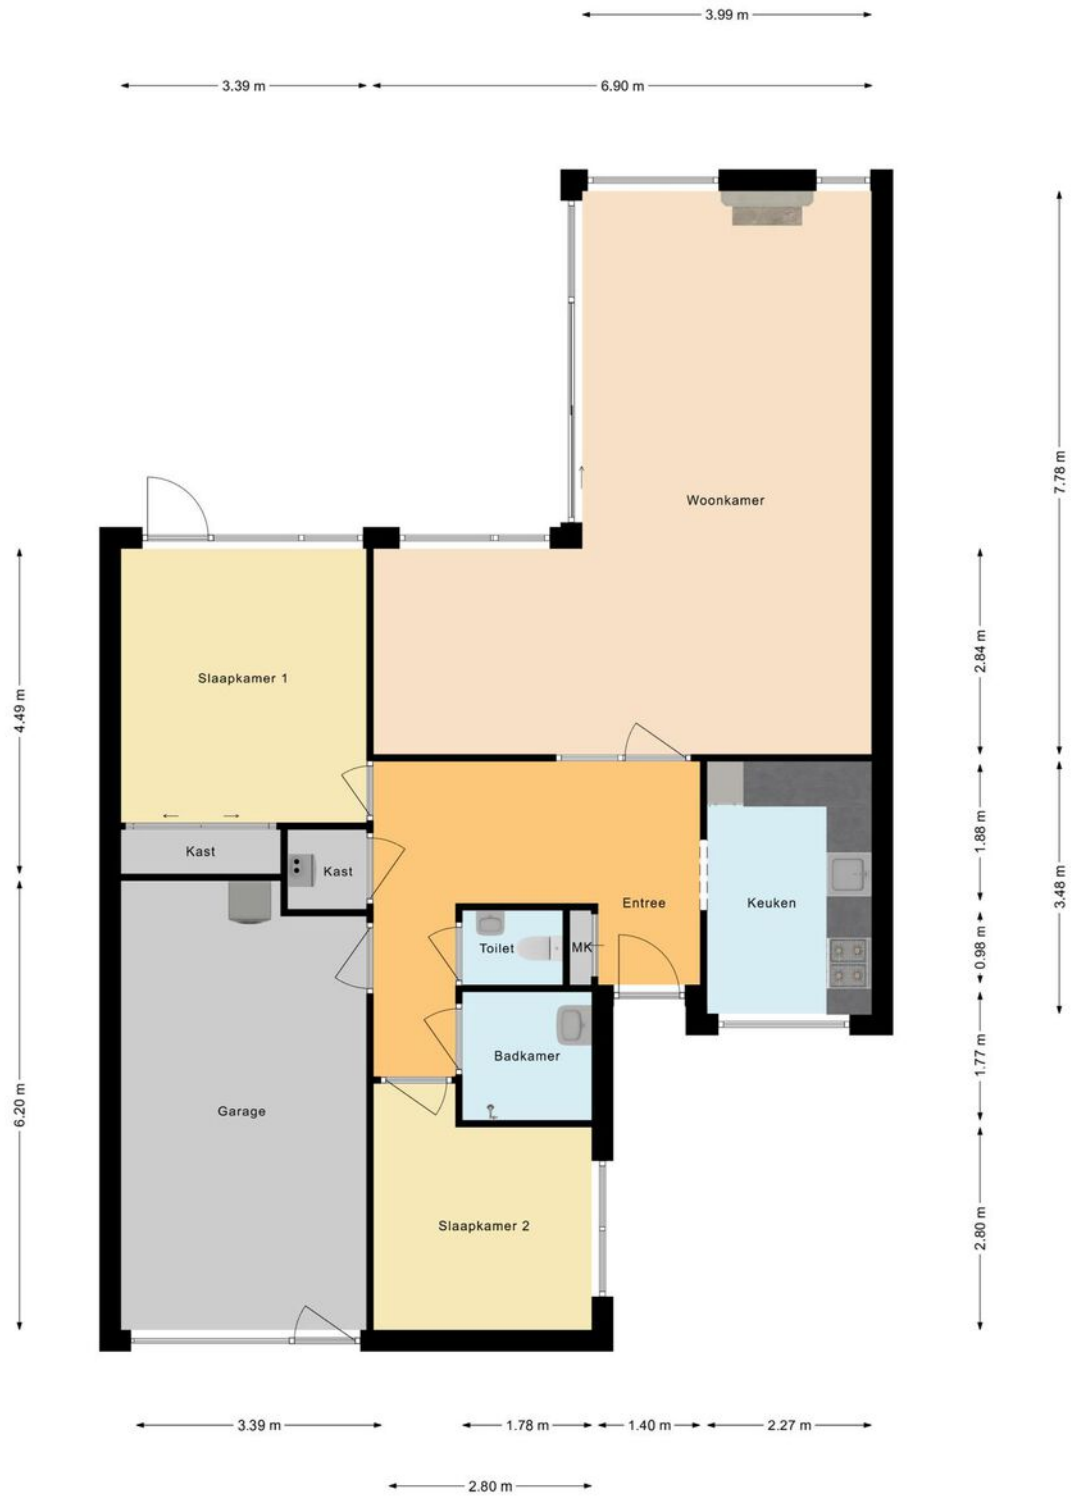 3.99 m
3.39 m
6.90 m
7.78 m
Woonkamer
2.84 m
Slaapkamer 1
4.49 m
1.88 m
Kast
Kast
3.48 m
Entree
Keuken
0.98 m
Toilet
MK
Badkamer
1.77 m
6.20 m
Garage
Slaapkamer 2
2.80 m
3.39 m
1.78 m
1.40 m
2.27 m
2.80 m